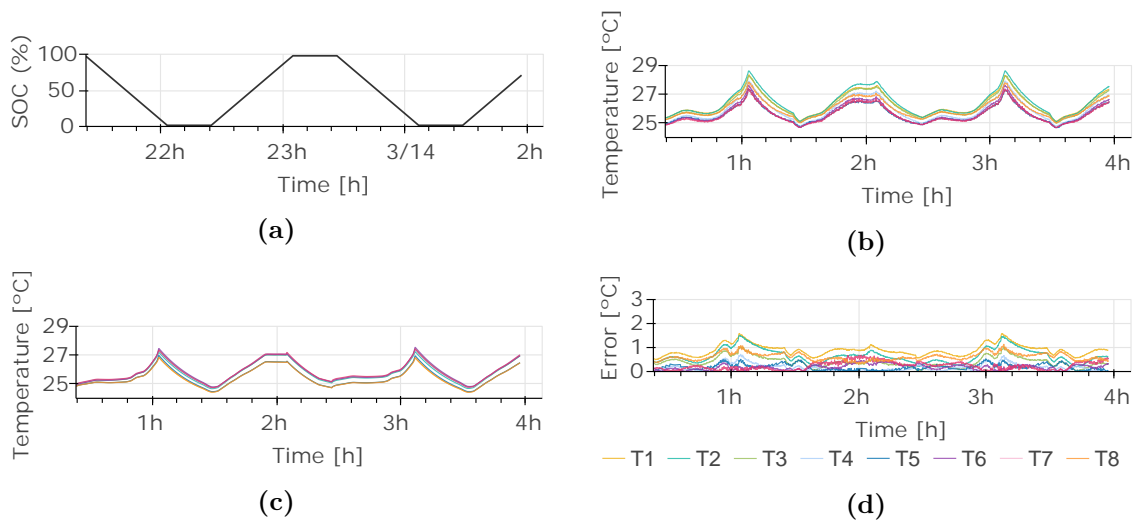 SOC (%)
100
50
0
22h
23h
3/14
2h
Time [h]
(a)
Temperature [°C]
29
27
25
1h
2h
3h
4h
Time [h]
(b)
Temperature [°C]
29
27
25
1h
2h
3h
4h
Time [h]
(c)
Error [°C]
3
2
1
0
1h
2h
3h
4h
Time [h]
T1 T2 T3 T4 T5 T6 T7 T8
(d)